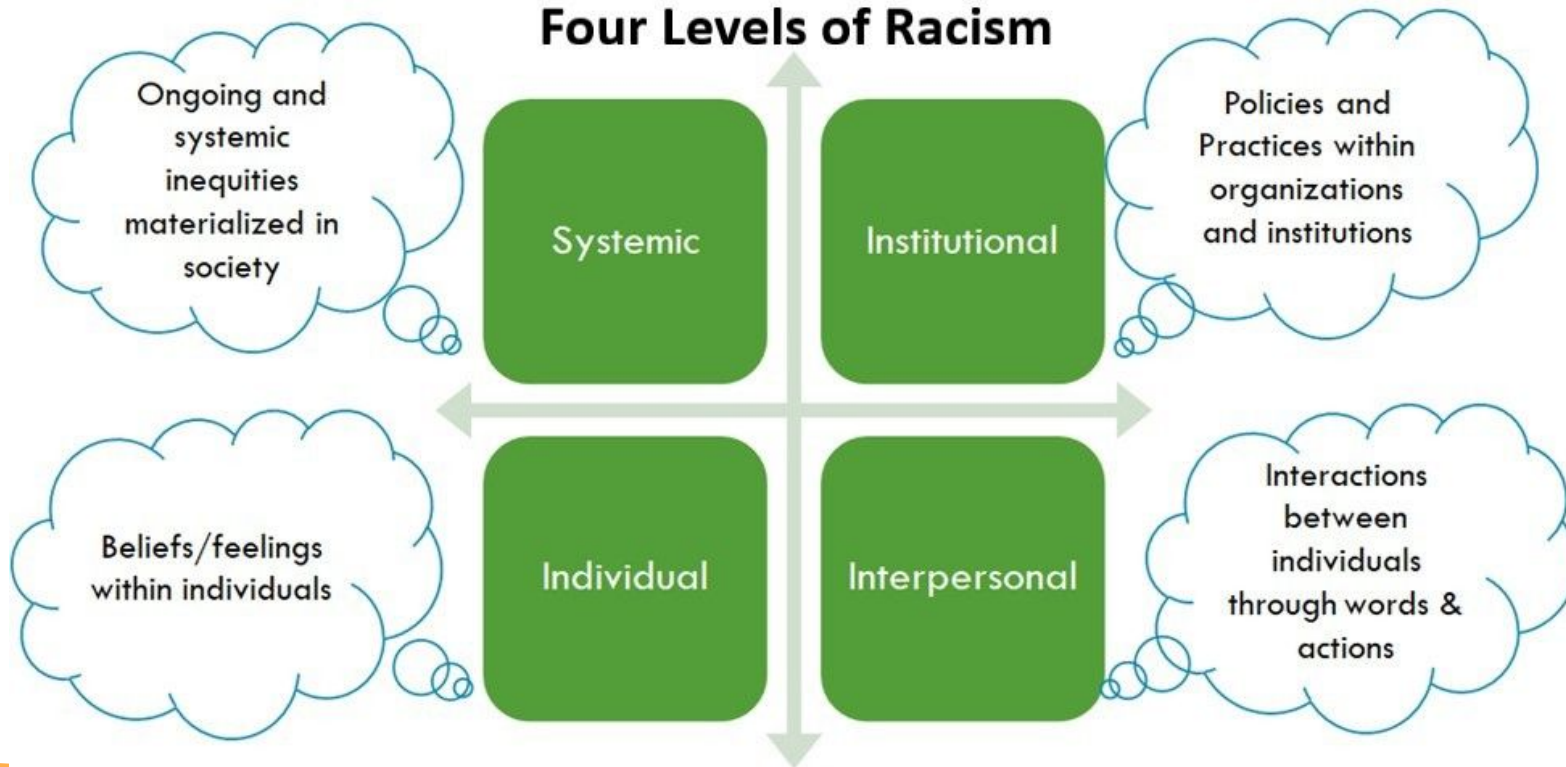 Four Levels of Racism
Ongoing and
systemic
inequities
materialized in
society
Systemic
Institutional
Policies and
Practices within
organizations
and institutions
Beliefs/feelings
within individuals
Individual
Interpersonal
Interactions
between
individuals
through words &
actions